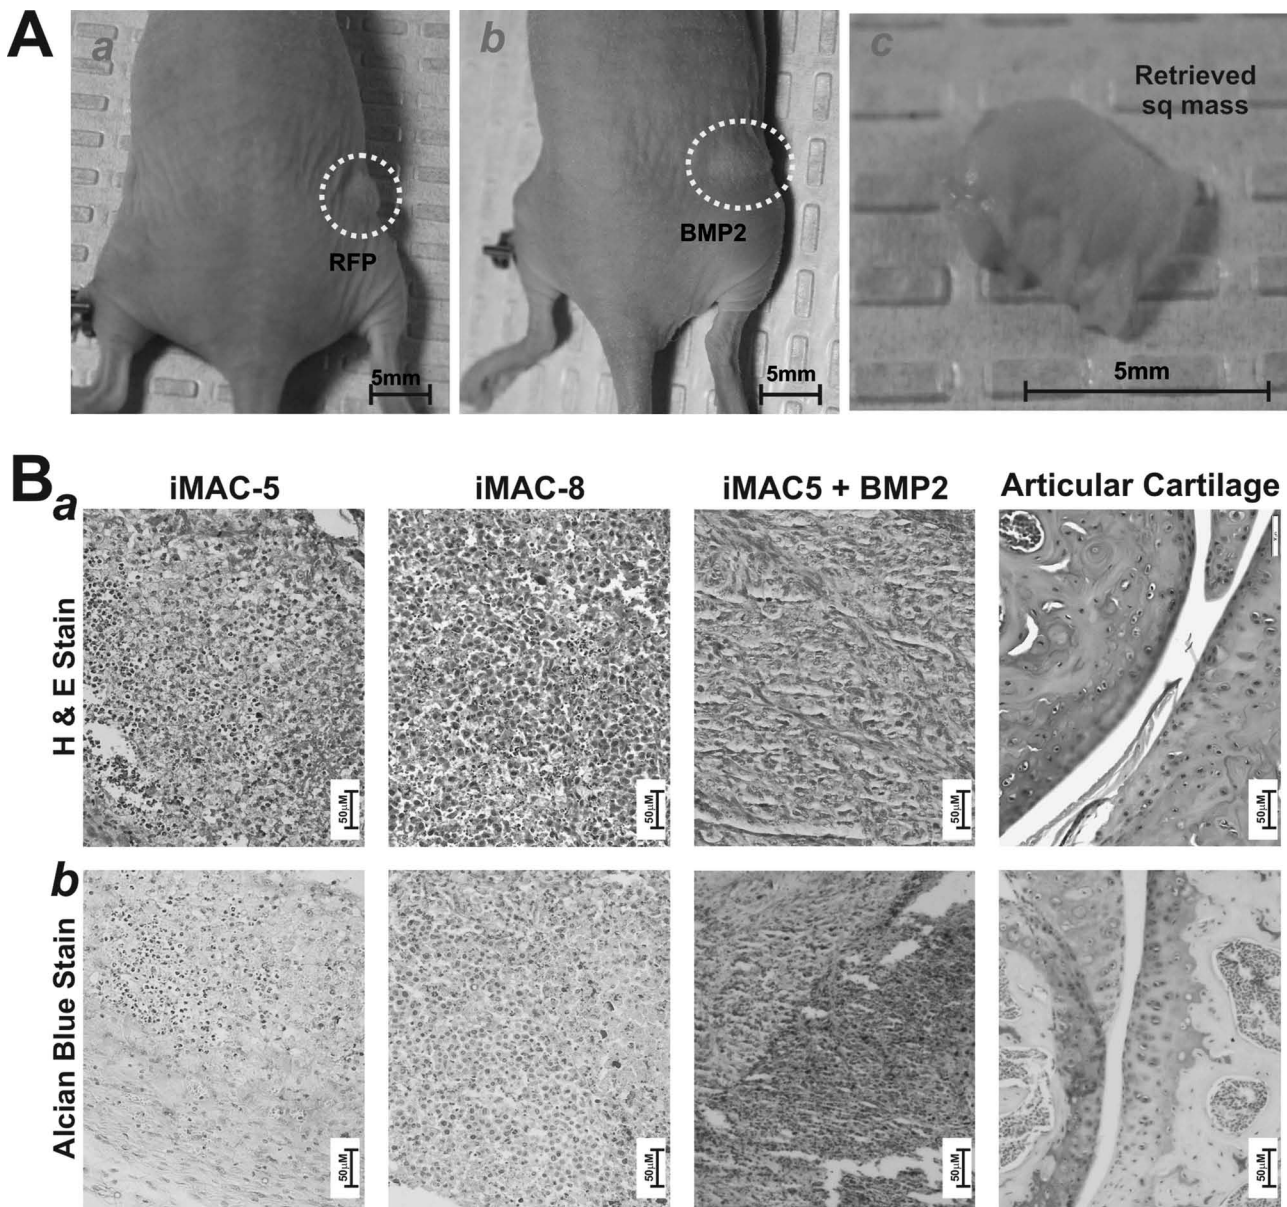 A
a
b
c
Retrieved
sq mass
RFP
BMP2
5mm
5mm
5mm
B
iMAC-5
iMAC-8
iMAC5 + BMP2
Articular Cartilage
a
H & E Stain
50µM
50µM
50µM
50µM
b
Alcian Blue Stain
50µM
50µM
50µM
50µM